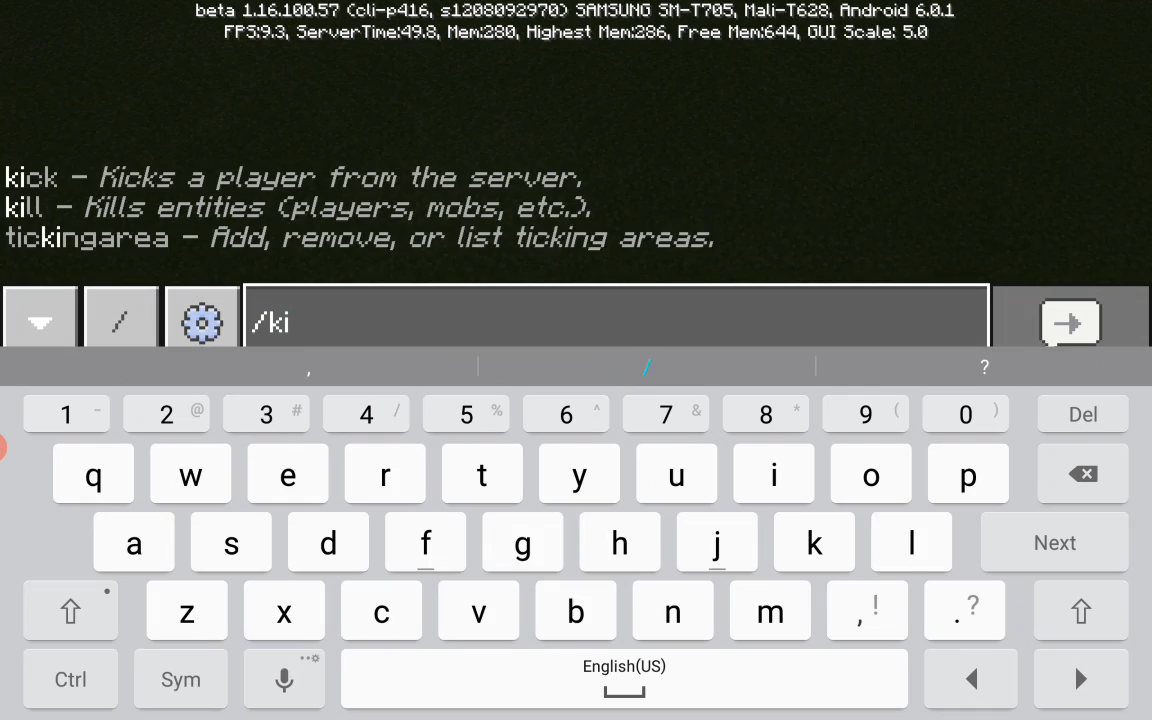 beta 1.16.100.57 (cli-p416, s1208092970) SAMSUNG SM-T705, Mali-T628, Android 6.0.1
FPS:9.3, ServerTime:49.8, Mem:280, Highest Mem:286, Free Mem:644, GUI Scale: 5.0
kick - Kicks a player from the server.
kill - Kills entities (players, mobs, etc.).
tickingarea - Add, remove, or list ticking areas.
/ /ki
, / ?
1 - 2 @ 3 # 4 / 5 % 6 ^ 7 & 8 * 9 ( 0 ) Del
q w e r t y u i o p
a s d f g h j k l Next
z x c v b n m , ! . ?
Ctrl Sym English(US)